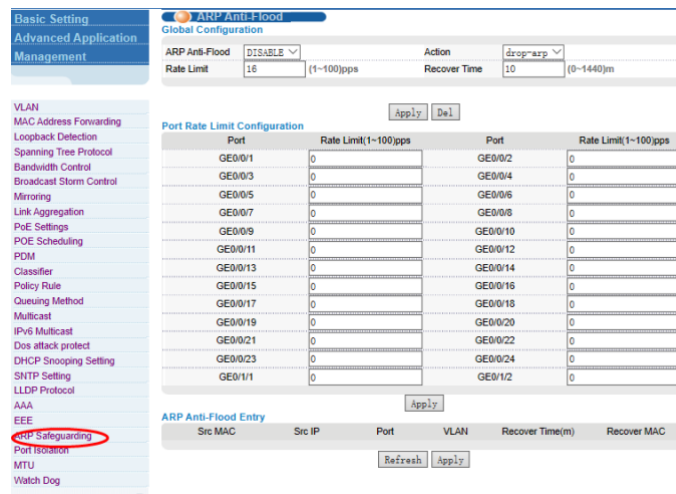 Basic Setting
Advanced Application
Management
VLAN
MAC Address Forwarding
Loopback Detection
Spanning Tree Protocol
Bandwidth Control
Broadcast Storm Control
Mirroring
Link Aggregation
PoE Settings
POE Scheduling
PDM
Classifier
Policy Rule
Queuing Method
Multicast
IPv6 Multicast
Dos attack protect
DHCP Snooping Setting
SNTP Setting
LLDP Protocol
AAA
EEE
ARP Safeguarding
Port Isolation
MTU
Watch Dog
ARP Anti-Flood
Global Configuration
ARP Anti-Flood DISABLE Action drop-arp
Rate Limit 16 (1~100)pps Recover Time 10 (0~1440)m
Apply Del
Port Rate Limit Configuration
Port Rate Limit(1~100)pps Port Rate Limit(1~100)pps
GE0/0/1 0 GE0/0/2 0
GE0/0/3 0 GE0/0/4 0
GE0/0/5 0 GE0/0/6 0
GE0/0/7 0 GE0/0/8 0
GE0/0/9 0 GE0/0/10 0
GE0/0/11 0 GE0/0/12 0
GE0/0/13 0 GE0/0/14 0
GE0/0/15 0 GE0/0/16 0
GE0/0/17 0 GE0/0/18 0
GE0/0/19 0 GE0/0/20 0
GE0/0/21 0 GE0/0/22 0
GE0/0/23 0 GE0/0/24 0
GE0/1/1 0 GE0/1/2 0
Apply
ARP Anti-Flood Entry
Src MAC Src IP Port VLAN Recover Time(m) Recover MAC
Refresh Apply